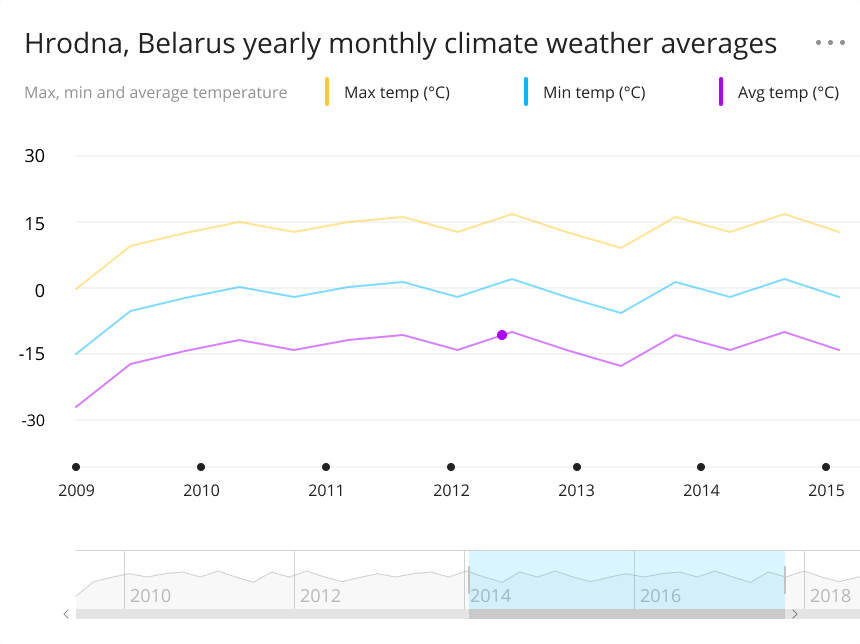 Hrodna, Belarus yearly monthly climate weather averages
Max, min and average temperature
Max temp (°C)
Min temp (°C)
Avg temp (°C)
30
15
0
-15
-30
2009 2010 2011 2012 2013 2014 2015
2010 2012 2014 2016 2018